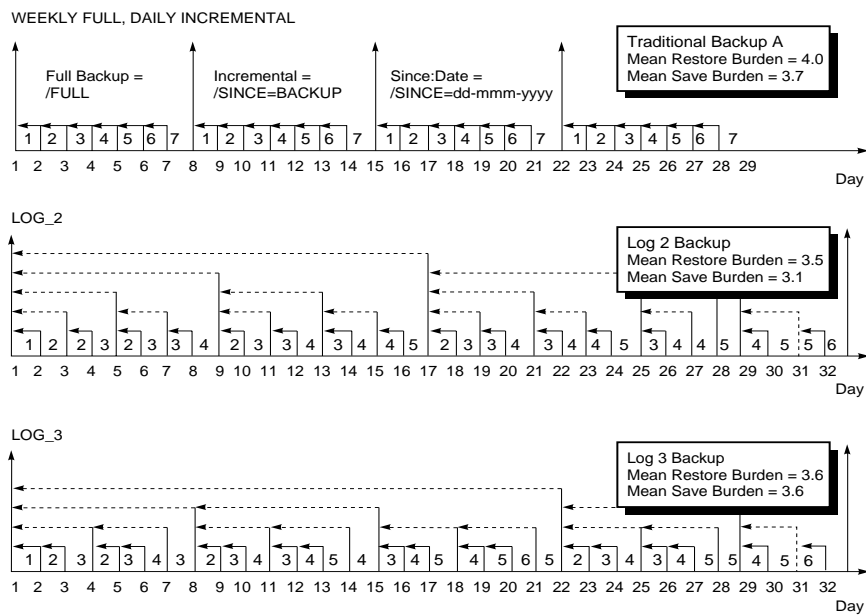 WEEKLY FULL, DAILY INCREMENTAL
Traditional Backup A
Mean Restore Burden = 4.0
Mean Save Burden = 3.7
Full Backup =
/FULL
Incremental =
/SINCE=BACKUP
Since:Date =
/SINCE=dd-mmm-yyyy
1 2 3 4 5 6 7 1 2 3 4 5 6 7 1 2 3 4 5 6 7 1 2 3 4 5 6 7
1 2 3 4 5 6 7 8 9 10 11 12 13 14 15 16 17 18 19 20 21 22 23 24 25 26 27 28 29
Day
LOG_2
Log 2 Backup
Mean Restore Burden = 3.5
Mean Save Burden = 3.1
1 2 2 3 2 3 3 4 2 3 3 4 3 4 4 5 2 3 3 4 3 4 4 5 3 4 4 5 4 5 5 6
1 2 3 4 5 6 7 8 9 10 11 12 13 14 15 16 17 18 19 20 21 22 23 24 25 26 27 28 29 30 31 32
Day
LOG_3
Log 3 Backup
Mean Restore Burden = 3.6
Mean Save Burden = 3.6
1 2 3 2 3 4 3 2 3 4 3 4 5 4 3 4 5 4 5 6 5 2 3 4 3 4 5 5 4 5 6
1 2 3 4 5 6 7 8 9 10 11 12 13 14 15 16 17 18 19 20 21 22 23 24 25 26 27 28 29 30 31 32
Day